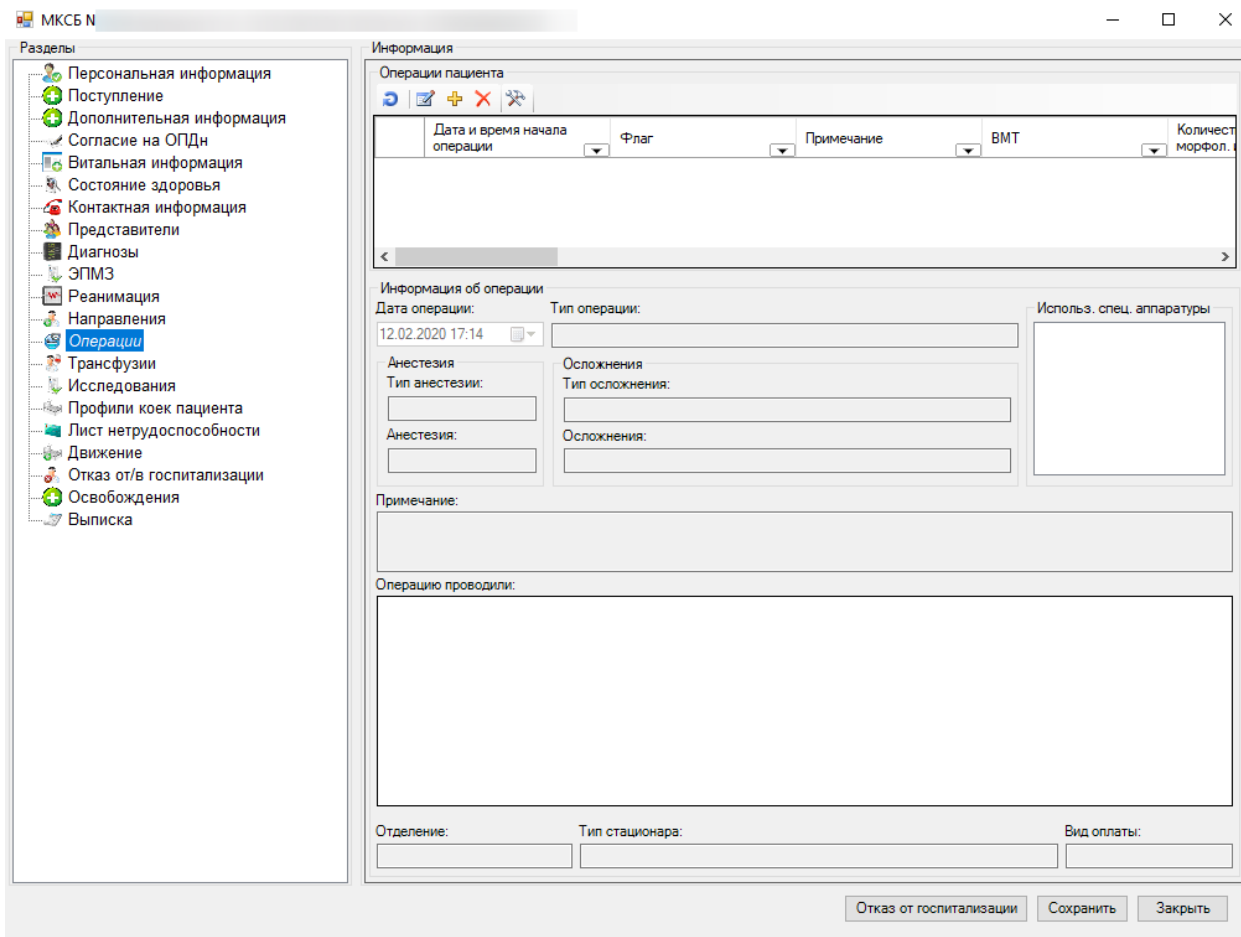 МКСБ N
Разделы
Персональная информация
Поступление
Дополнительная информация
Согласие на ОПДн
Витальная информация
Состояние здоровья
Контактная информация
Представители
Диагнозы
ЭПМЗ
Реанимация
Направления
Операции
Трансфузии
Исследования
Профили коек пациента
Лист нетрудоспособности
Движение
Отказ от/в госпитализации
Освобождения
Выписка
Информация
Операции пациента
Дата и время начала
операции
Флаг
Примечание
ВМТ
Количест
морфол. и
Информация об операции
Дата операции:
Тип операции:
Использ. спец. аппаратуры
12.02.2020 17:14
Анестезия
Осложнения
Тип анестезии:
Тип осложнения:
Анестезия:
Осложнения:
Примечание:
Операцию проводили:
Отделение:
Тип стационара:
Вид оплаты:
Отказ от госпитализации
Сохранить
Закрыть